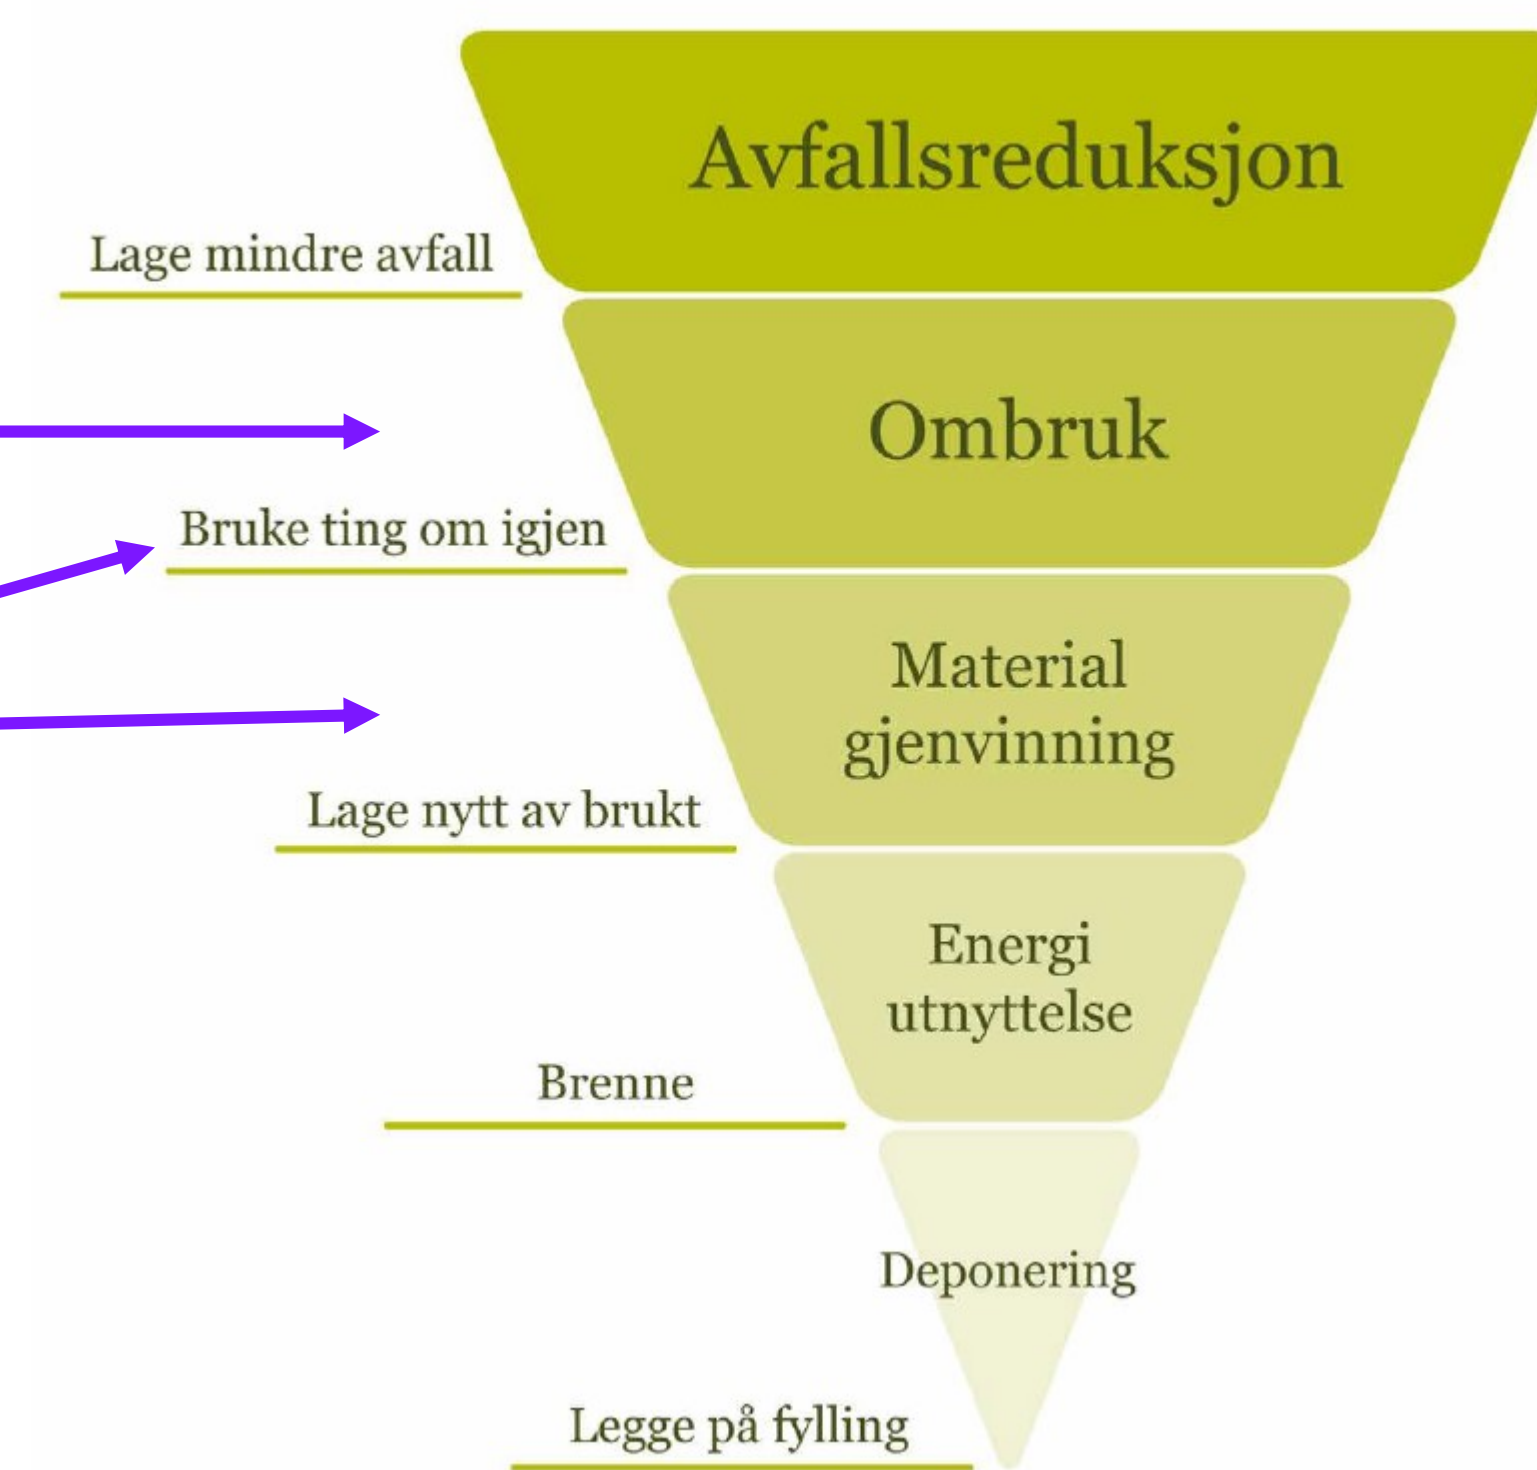 Avfallsreduksjon
Lage mindre avfall
Ombruk
Bruke ting om igjen
Material
gjenvinning
Lage nytt av brukt
Energi
utnyttelse
Brenne
Deponering
Legge på fylling